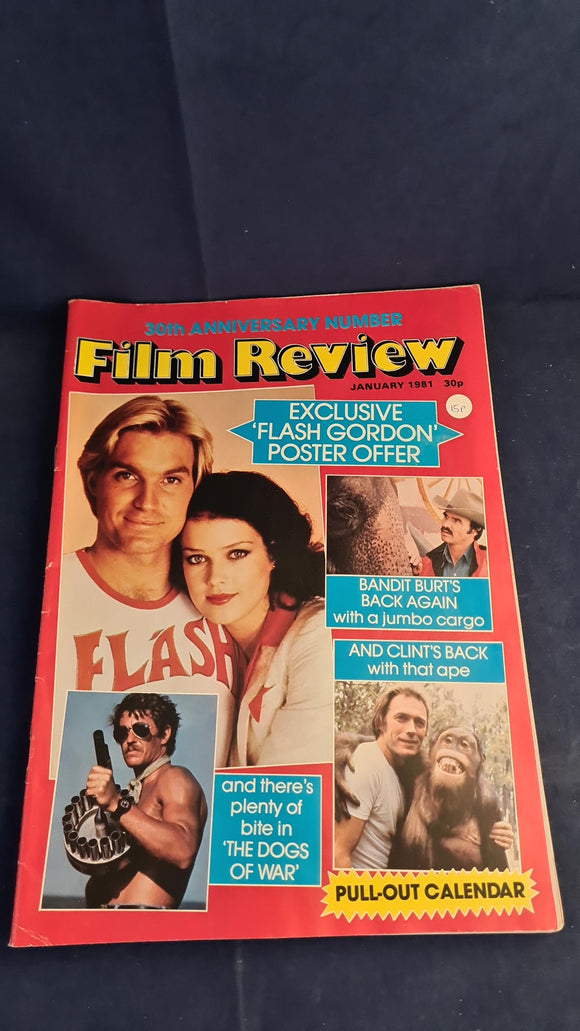 30th ANNIVERSARY NUMBER
Film Review
JANUARY 1981 30p
15p
EXCLUSIVE
'FLASH GORDON'
POSTER OFFER
BANDIT BURT'S
BACK AGAIN
with a jumbo cargo
AND CLINT'S BACK
with that ape
FLASH
and there's
plenty of
bite in
'THE DOGS
OF WAR'
PULL-OUT CALENDAR